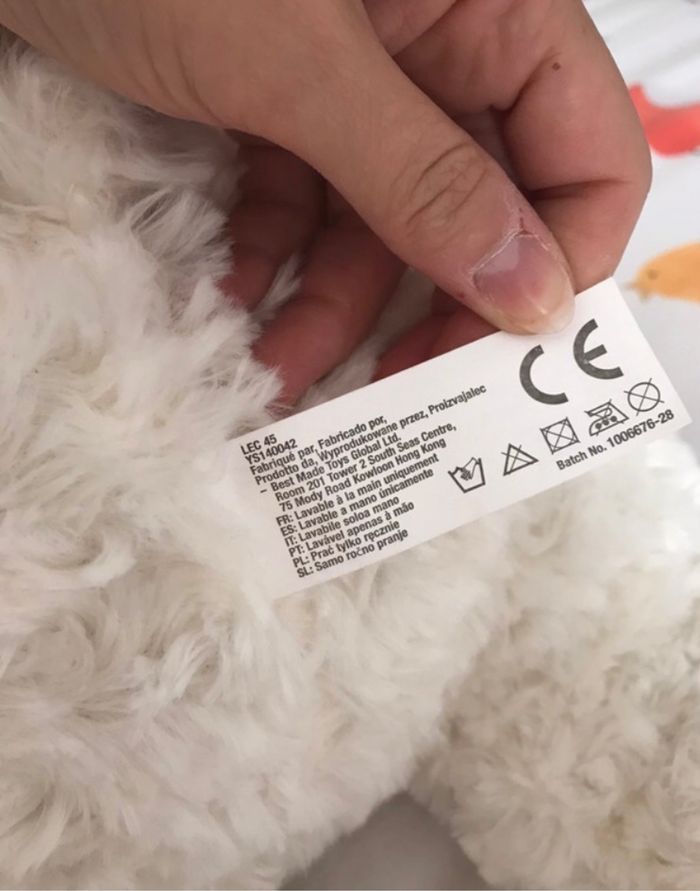 LEC 45
YS140042
Fabriqué par, Fabricado por,
Prodotto da, Wyprodukowane przez, Proizvajalec
– Best Made Toys Global Ltd.
Room 201 Tower 2 South Seas Centre,
75 Mody Road Kowloon Hong Kong
FR: Lavable à la main uniquement
ES: Lavable a mano únicamente
IT: Lavabile soloa mano
PT: Lavável apenas à mão
PL: Prać tylko ręcznie
SL: Samo ročno pranje
CE
Batch No. 1006676-28